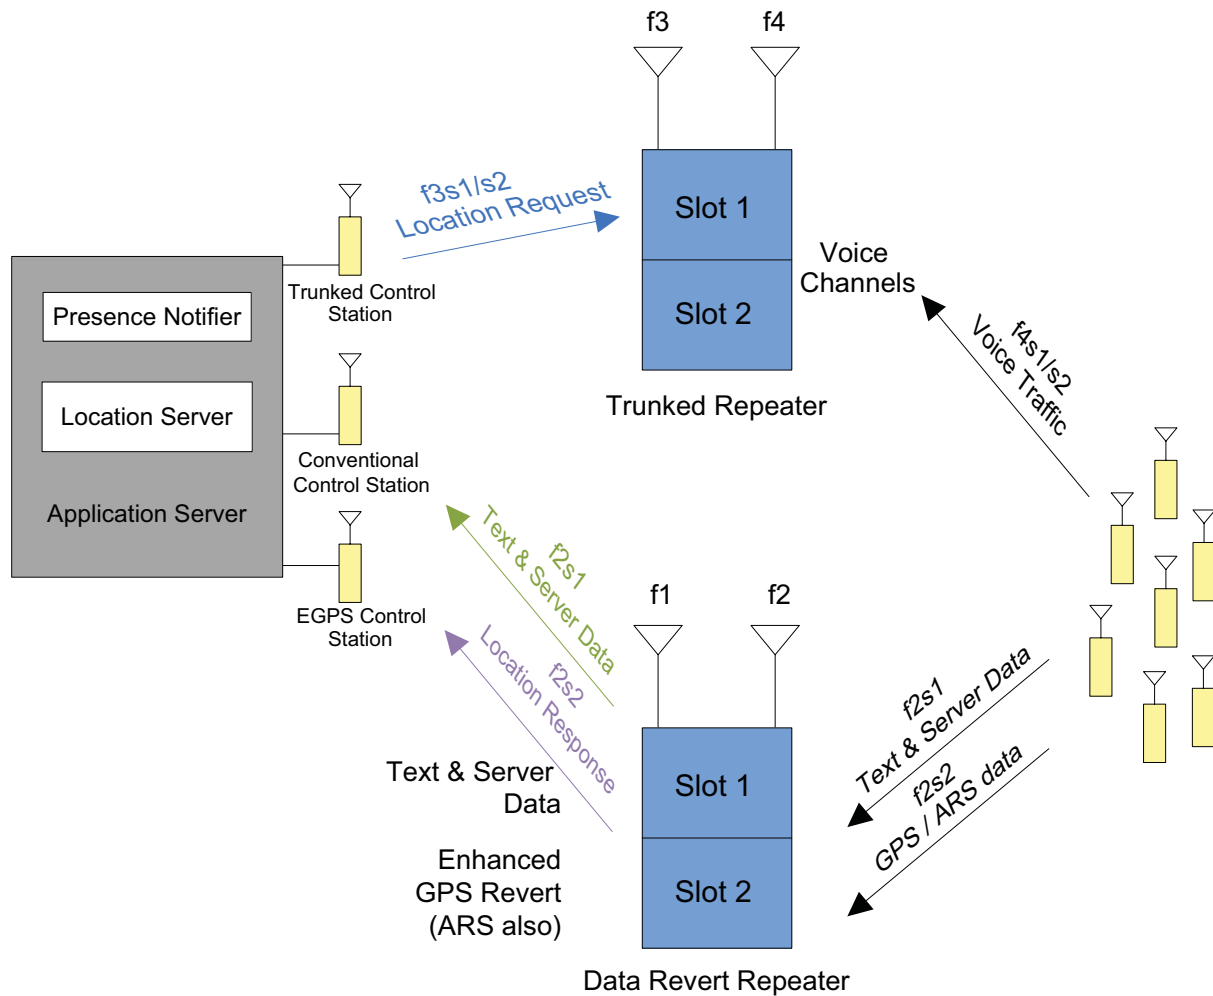 f3
f4
f3s1/s2
Location Request
Slot 1
Slot 2
Voice
Channels
Trunked Repeater
Trunked Control
Station
Presence Notifier
Location Server
Application Server
Conventional
Control Station
EGPS Control
Station
f4s1/s2
Voice Traffic
f2s1
Text & Server Data
f2s2
Location Response
f1
f2
f2s1
Text & Server Data
f2s2
GPS / ARS data
Text & Server
Data
Slot 1
Enhanced
GPS Revert
(ARS also)
Slot 2
Data Revert Repeater